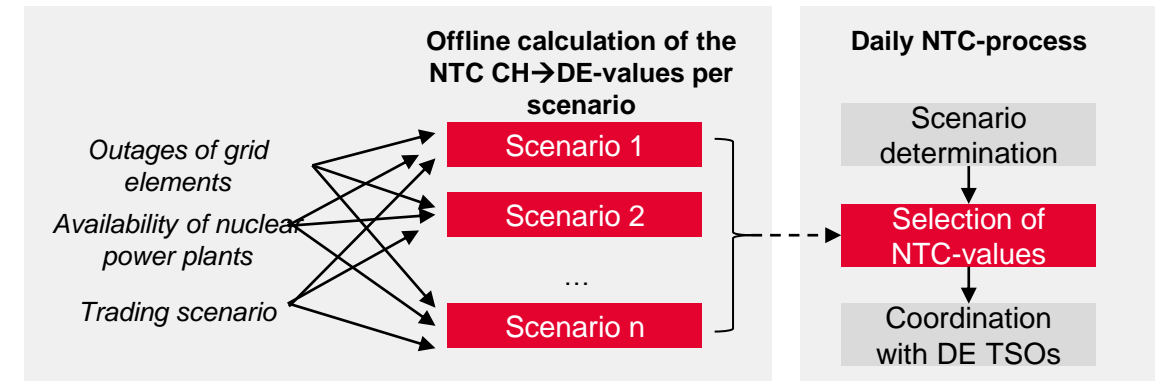 Offline calculation of the
NTC CH→DE-values per
scenario
Outages of grid
elements
Availability of nuclear
power plants
Trading scenario
Scenario 1
Scenario 2
...
Scenario n
Daily NTC-process
Scenario
determination
Selection of
NTC-values
Coordination
with DE TSOs